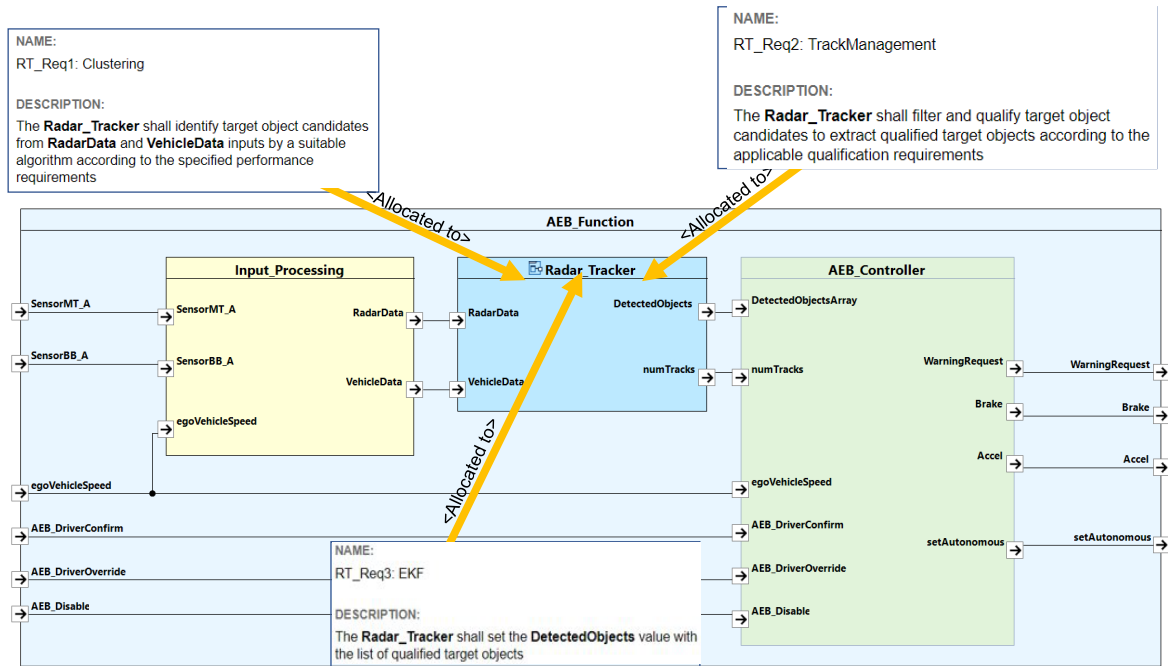 NAME:
RT_Req1: Clustering
DESCRIPTION:
The Radar_Tracker shall identify target object candidates
from RadarData and VehicleData inputs by a suitable
algorithm according to the specified performance
requirements
NAME:
RT_Req2: TrackManagement
DESCRIPTION:
The Radar_Tracker shall filter and qualify target object
candidates to extract qualified target objects according to the
applicable qualification requirements
<Allocated to>
<Allocated to>
AEB_Function
Input_Processing
Radar_Tracker
AEB_Controller
SensorMT_A
SensorMT_A
RadarData
RadarData
DetectedObjects
DetectedObjectsArray
SensorBB_A
SensorBB_A
VehicleData
VehicleData
numTracks
numTracks
WarningRequest
WarningRequest
Brake
Brake
egoVehicleSpeed
Accel
Accel
egoVehicleSpeed
egoVehicleSpeed
<Allocated to>
AEB_DriverConfirm
AEB_DriverConfirm
setAutonomous
setAutonomous
AEB_DriverOverride
AEB_DriverOverride
AEB_Disable
AEB_Disable
NAME:
RT_Req3: EKF
DESCRIPTION:
The Radar_Tracker shall set the DetectedObjects value with
the list of qualified target objects